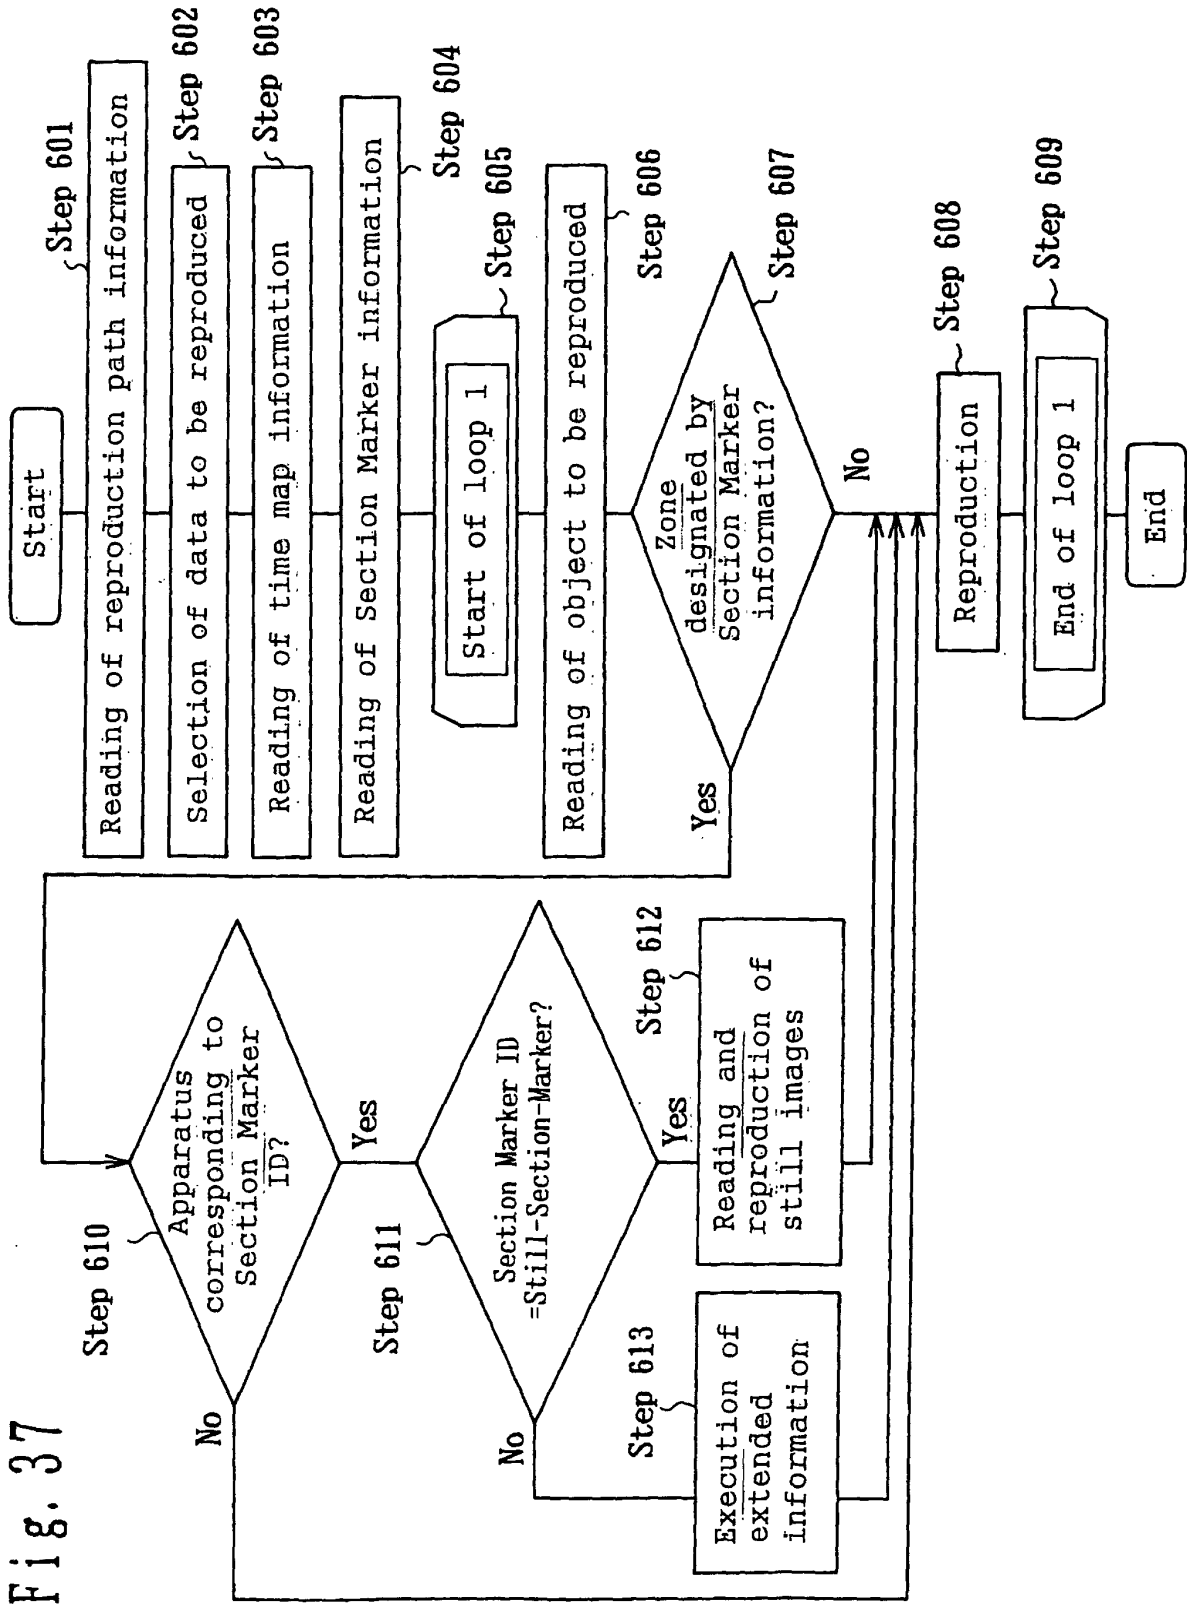 Fig. 37
Start
Step 601
Reading of reproduction path information
Step 602
Selection of data to be reproduced
Step 603
Reading of time map information
Step 604
Reading of Section Marker information
Step 605
Start of loop 1
Step 606
Reading of object to be reproduced
Step 607
Zone
designated by
Section Marker
information?
Yes
No
Step 608
Reproduction
Step 609
End of loop 1
End
Step 610
Apparatus
corresponding to
Section Marker
ID?
No
Yes
Step 611
Section Marker ID
=Still-Section-Marker?
No
Yes
Step 612
Reading and
reproduction of
still images
Step 613
Execution of
extended
information